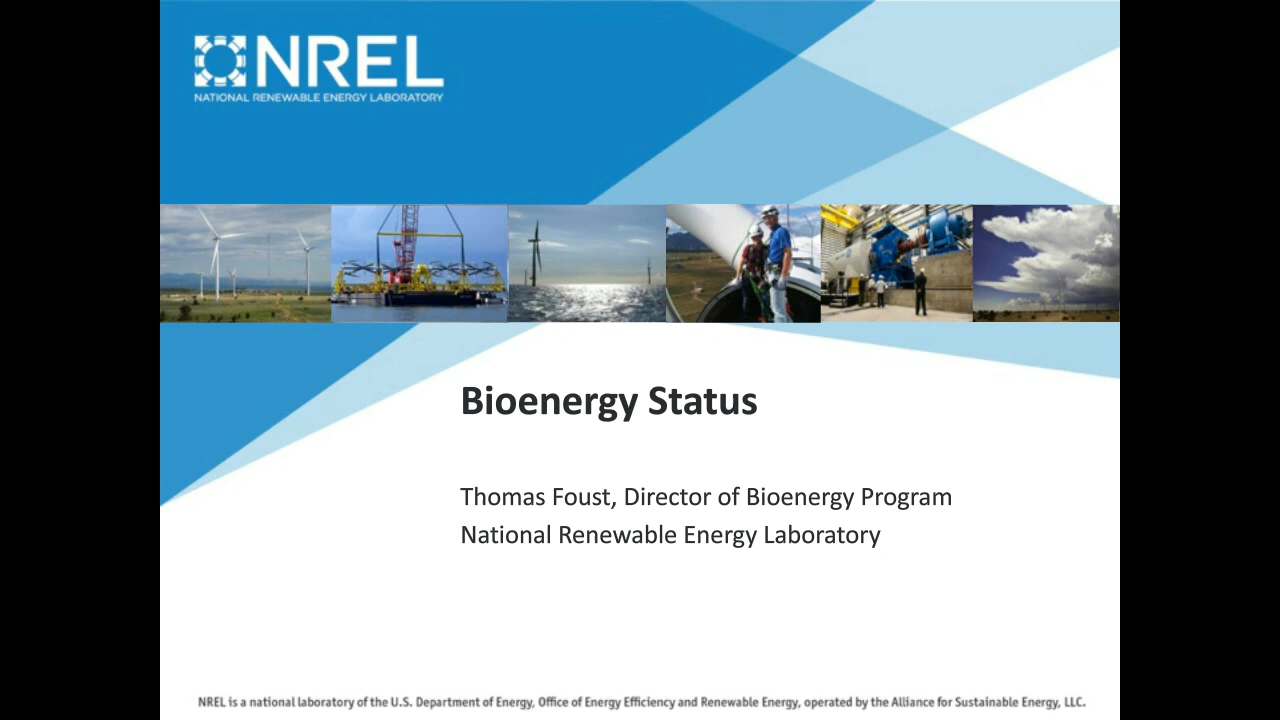 NREL
NATIONAL RENEWABLE ENERGY LABORATORY
Bioenergy Status
Thomas Foust, Director of Bioenergy Program
National Renewable Energy Laboratory
NREL is a national laboratory of the U.S. Department of Energy, Office of Energy Efficiency and Renewable Energy, operated by the Alliance for Sustainable Energy, LLC.